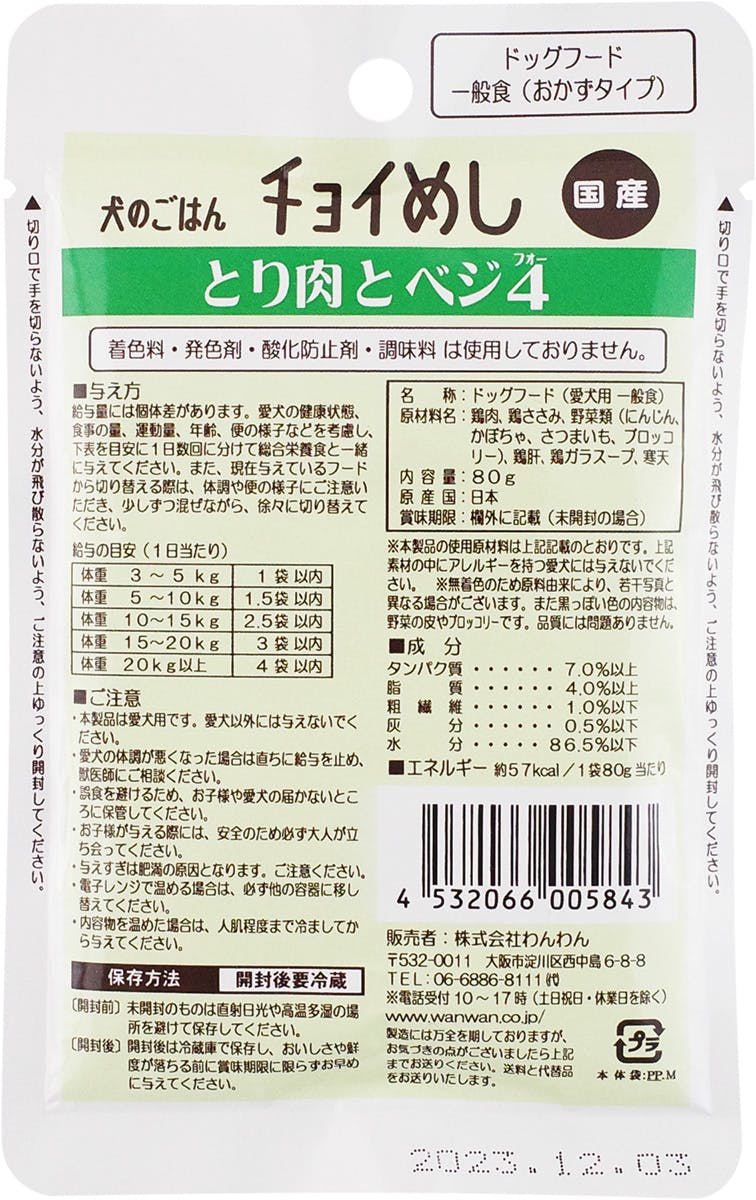 ドッグフード
一般食（おかずタイプ）
犬のごはん チョイめし 国産
とり肉とベジ4
フォー
着色料・発色剤・酸化防止剤・調味料 は使用しておりません。
▲切り口で手を切らないよう、水分が飛び散らないよう、ご注意の上ゆっくり開封してください。
■与え方
給与量には個体差があります。愛犬の健康状態、
食事の量、運動量、年齢、便の様子などを考慮し、
下表を目安に1日数回に分けて総合栄養食と一緒
に与えてください。また、現在与えているフード
から切り替える際は、体調や便の様子にご注意い
ただき、少しずつ混ぜながら、徐々に切り替えて
ください。
給与の目安（1日当たり）
体重 3～5kg 1袋以内
体重 5～10kg 1.5袋以内
体重 10～15kg 2.5袋以内
体重 15～20kg 3袋以内
体重 20kg以上 4袋以内
■ご注意
・本製品は愛犬用です。愛犬以外には与えないでく
ださい。
・愛犬の体調が悪くなった場合は直ちに給与を止め、
獣医師にご相談ください。
・誤食を避けるため、お子様や愛犬の届かないとこ
ろに保管してください。
・お子様が与える際には、安全のため必ず大人が立
ち会ってください。
・与えすぎは肥満の原因となります。ご注意ください。
・電子レンジで温める場合は、必ず他の容器に移し
替えてください。
・内容物を温めた場合は、人肌程度まで冷ましてか
ら与えてください。
保存方法 開封後要冷蔵
〔開封前〕未開封のものは直射日光や高温多湿の場
所を避けて保存してください。
〔開封後〕開封後は冷蔵庫で保存し、おいしさや鮮
度が落ちる前に賞味期限に限らずお早め
に与えてください。
名称：ドッグフード（愛犬用 一般食）
原材料名：鶏肉、鶏ささみ、野菜類（にんじん、
かぼちゃ、さつまいも、ブロッコ
リー）、鶏肝、鶏ガラスープ、寒天
内容量：80g
原産国：日本
賞味期限：欄外に記載（未開封の場合）
※本製品の使用原材料は上記記載のとおりです。上記
素材の中にアレルギーを持つ愛犬には与えないでくだ
さい。 ※無着色のため原料由来により、若干写真と
異なる場合がございます。また黒っぽい色の内容物は、
野菜の皮やブロッコリーです。品質には問題ありません。
■成分
タンパク質・・・・・・7.0%以上
脂質・・・・・・4.0%以上
粗繊維・・・・・・1.0%以下
灰分・・・・・・0.5%以下
水分・・・・・・86.5%以下
■エネルギー 約57kcal／1袋80g当たり
4 532066 005843
販売者：株式会社わんわん
〒532-0011 大阪市淀川区西中島6-8-8
TEL：06-6886-8111㈹
※電話受付10～17時（土日祝日・休業日を除く）
www.wanwan.co.jp/
製造には万全を期しておりますが、
お気づきの点がございましたら上記
までお送りください。送料と代替品
をお送りいたします。
プラ
本体袋:PP.M
▲切り口で手を切らないよう、水分が飛び散らないよう、ご注意の上ゆっくり開封してください。
2023.12.03